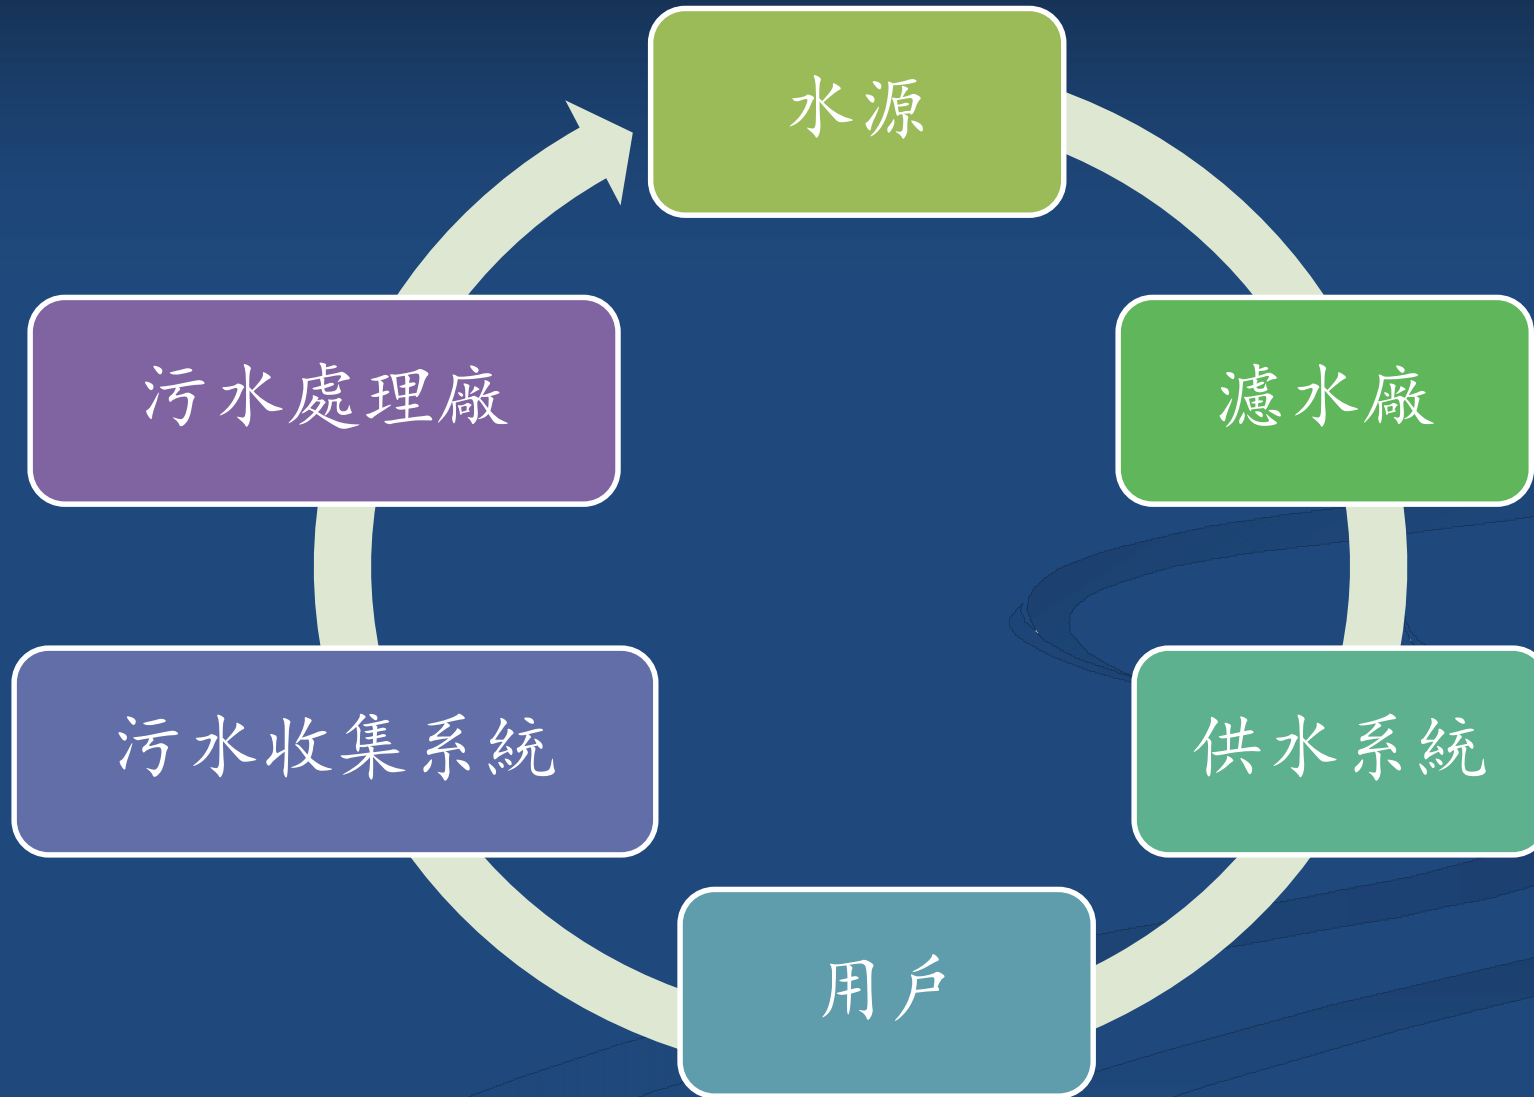 水源
濾水廠
供水系統
用戶
污水收集系統
污水處理廠